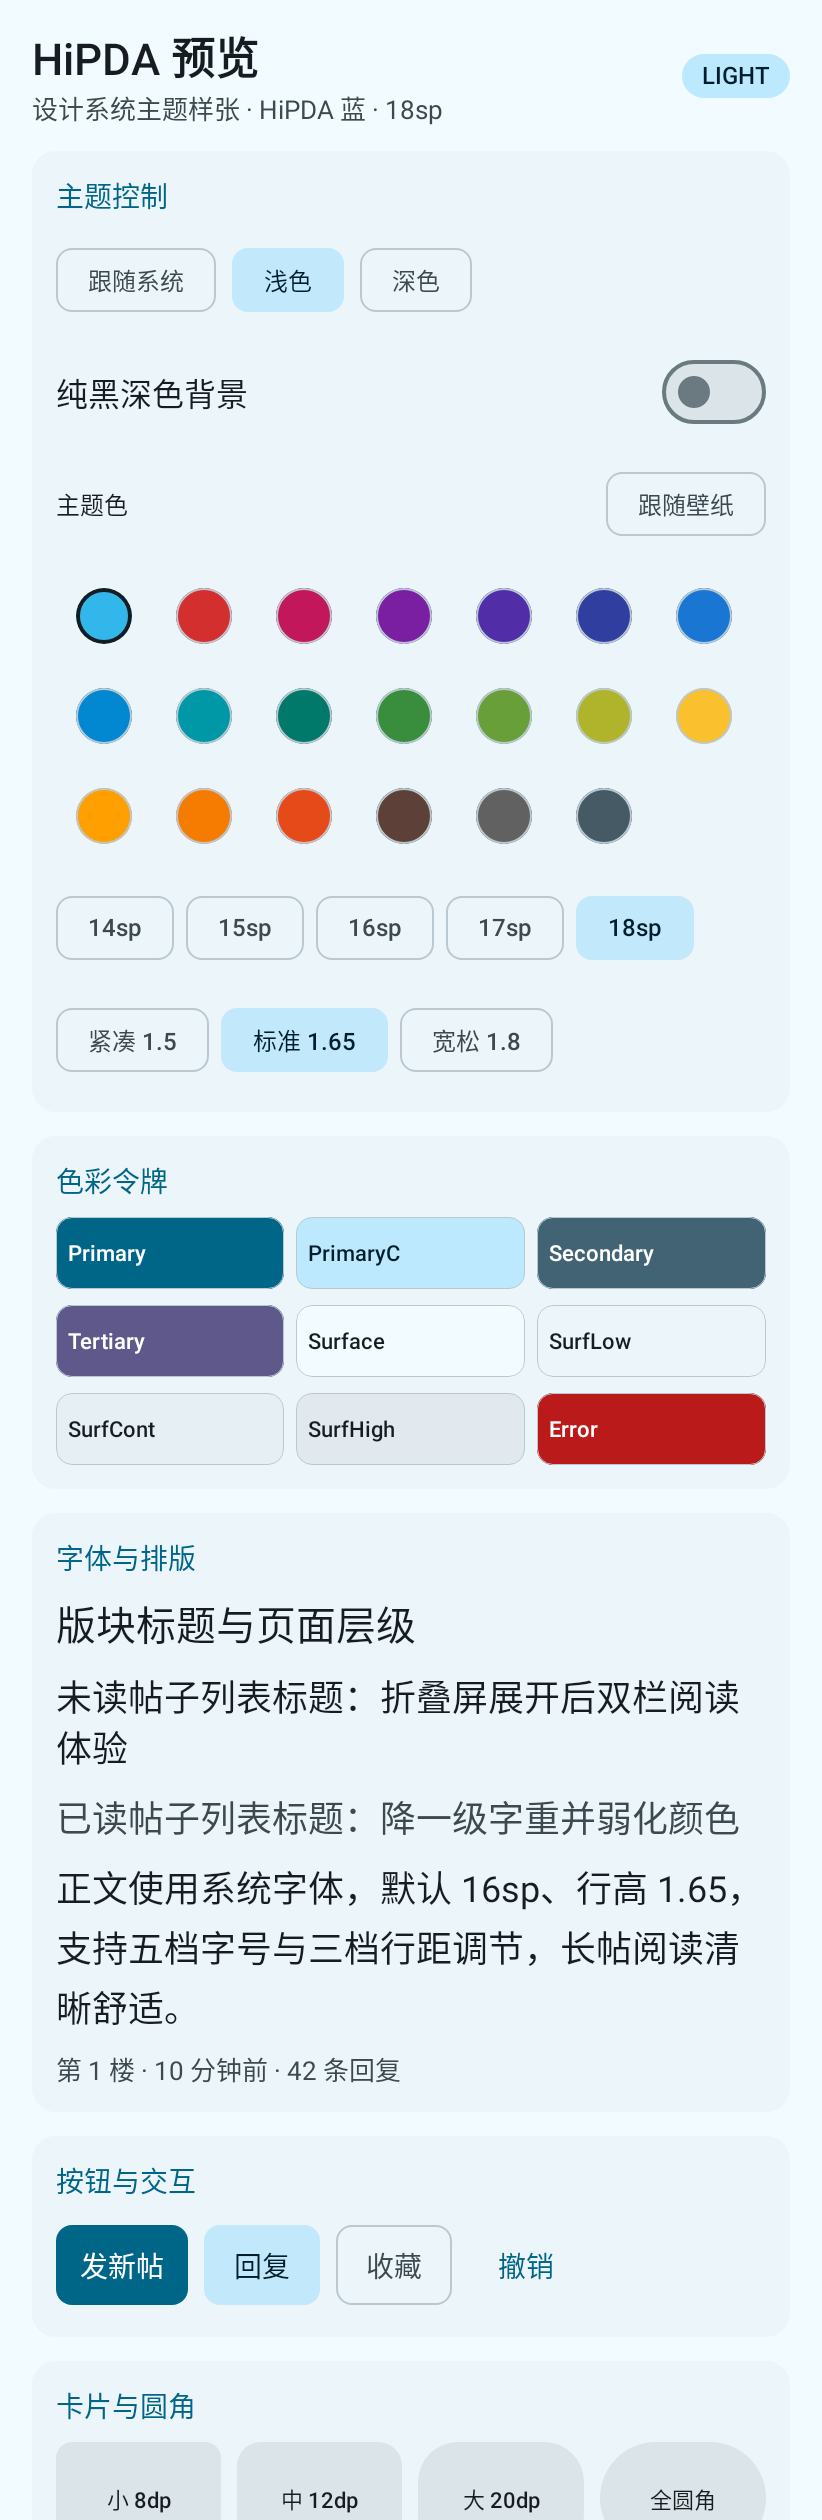 HiPDA 预览
LIGHT
设计系统主题样张 · HiPDA 蓝 · 18sp
主题控制
跟随系统
浅色
深色
纯黑深色背景
主题色
跟随壁纸
14sp
15sp
16sp
17sp
18sp
紧凑 1.5
标准 1.65
宽松 1.8
色彩令牌
Primary
PrimaryC
Secondary
Tertiary
Surface
SurfLow
SurfCont
SurfHigh
Error
字体与排版
版块标题与页面层级
未读帖子列表标题：折叠屏展开后双栏阅读
体验
已读帖子列表标题：降一级字重并弱化颜色
正文使用系统字体，默认 16sp、行高 1.65，
支持五档字号与三档行距调节，长帖阅读清
晰舒适。
第 1 楼 · 10 分钟前 · 42 条回复
按钮与交互
发新帖
回复
收藏
撤销
卡片与圆角
小 8dp
中 12dp
大 20dp
全圆角